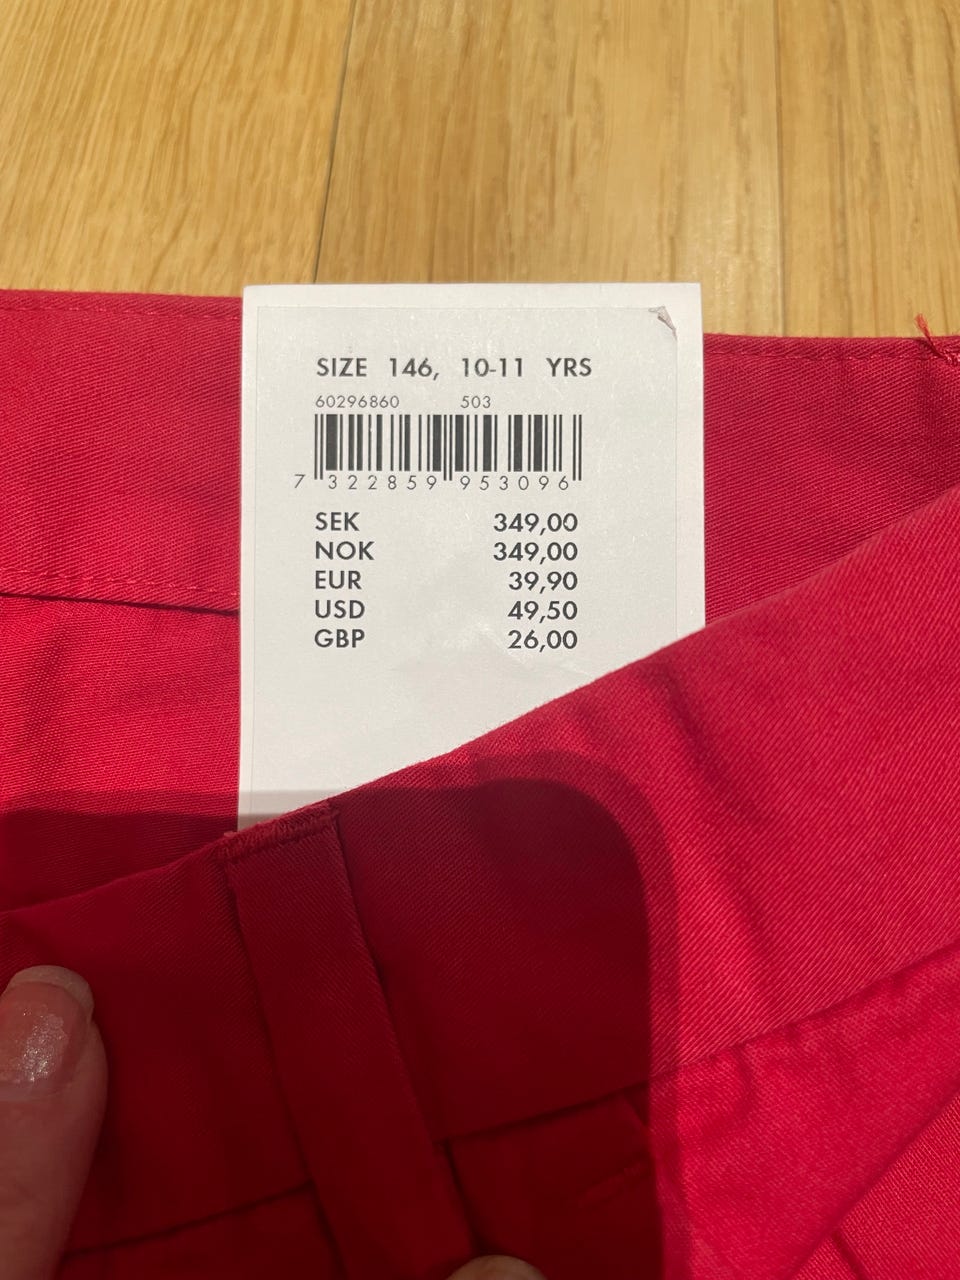 SIZE 146, 10-11 YRS
60296860 503
7 322859 953096
SEK 349,00
NOK 349,00
EUR 39,90
USD 49,50
GBP 26,00